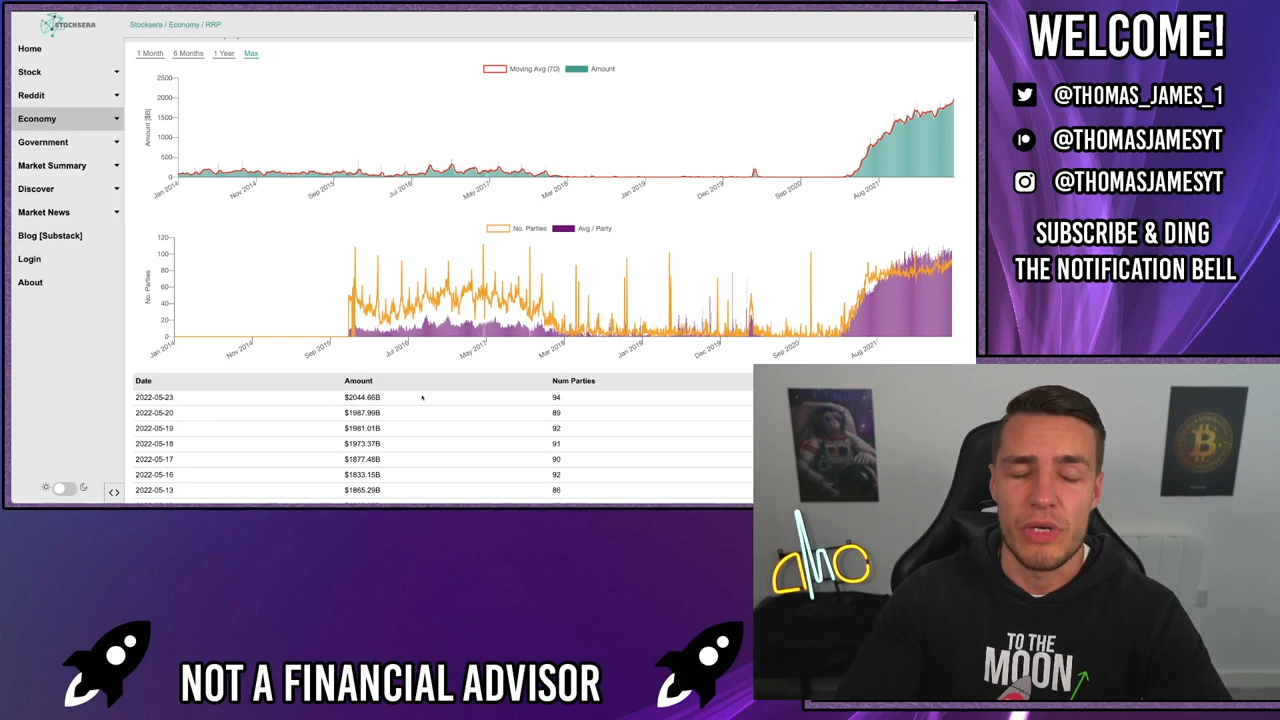 STOCKSERA
Stocksera / Economy / RRP
Home
Stock
Reddit
Economy
Government
Market Summary
Discover
Market News
Blog [Substack]
Login
About
1 Month 6 Months 1 Year Max
Moving Avg (7D) Amount
Amount ($B)
2500
2000
1500
1000
500
0
Jan 2014 Nov 2014 Sep 2015 Jul 2016 May 2017 Mar 2018 Jan 2019 Dec 2019 Sep 2020 Aug 2021
No. Parties Avg / Party
No. Parties
120
100
80
60
40
20
0
Jan 2014 Nov 2014 Sep 2015 Jul 2016 May 2017 Mar 2018 Jan 2019 Dec 2019 Sep 2020 Aug 2021
Date Amount Num Parties
2022-05-23 $2044.66B 94
2022-05-20 $1987.99B 89
2022-05-19 $1981.01B 92
2022-05-18 $1973.37B 91
2022-05-17 $1877.48B 90
2022-05-16 $1833.15B 92
2022-05-13 $1865.29B 86
WELCOME!
@THOMAS_JAMES_1
@THOMASJAMESYT
@THOMASJAMESYT
SUBSCRIBE & DING
THE NOTIFICATION BELL
TO THE
MOON
NOT A FINANCIAL ADVISOR